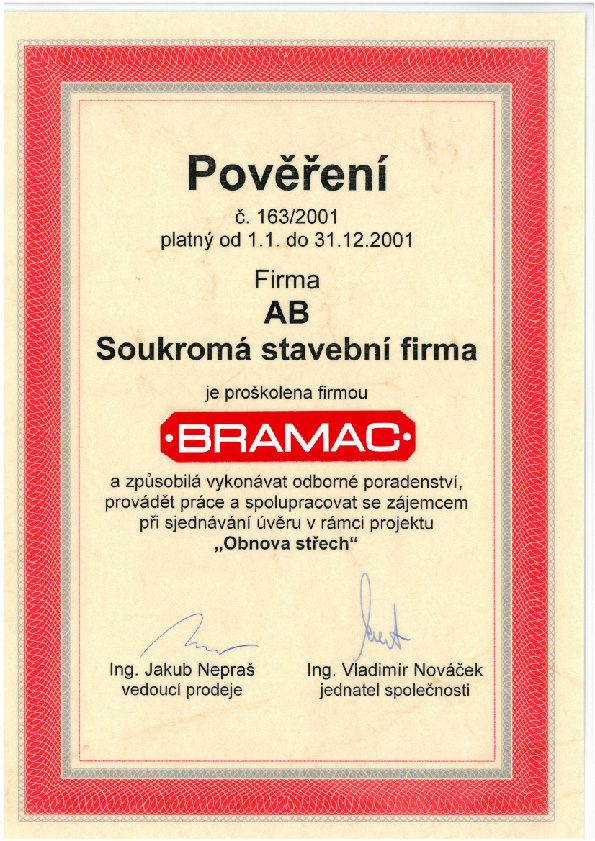 Pověření
č. 163/2001
platný od 1.1. do 31.12.2001
Firma
AB
Soukromá stavební firma
je proškolena firmou
·BRAMAC·
a způsobilá vykonávat odborné poradenství,
provádět práce a spolupracovat se zájemcem
při sjednávání úvěru v rámci projektu
„Obnova střech“
Ing. Jakub Nepraš
vedoucí prodeje
Ing. Vladimír Nováček
jednatel společnosti